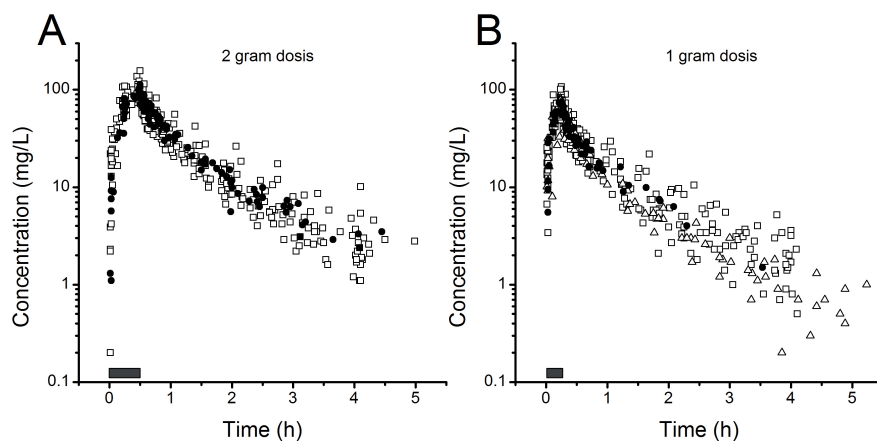 A
2 gram dosis
100
10
1
0.1
Concentration (mg/L)
0 1 2 3 4 5
Time (h)
B
1 gram dosis
100
10
1
0.1
Concentration (mg/L)
0 1 2 3 4 5
Time (h)